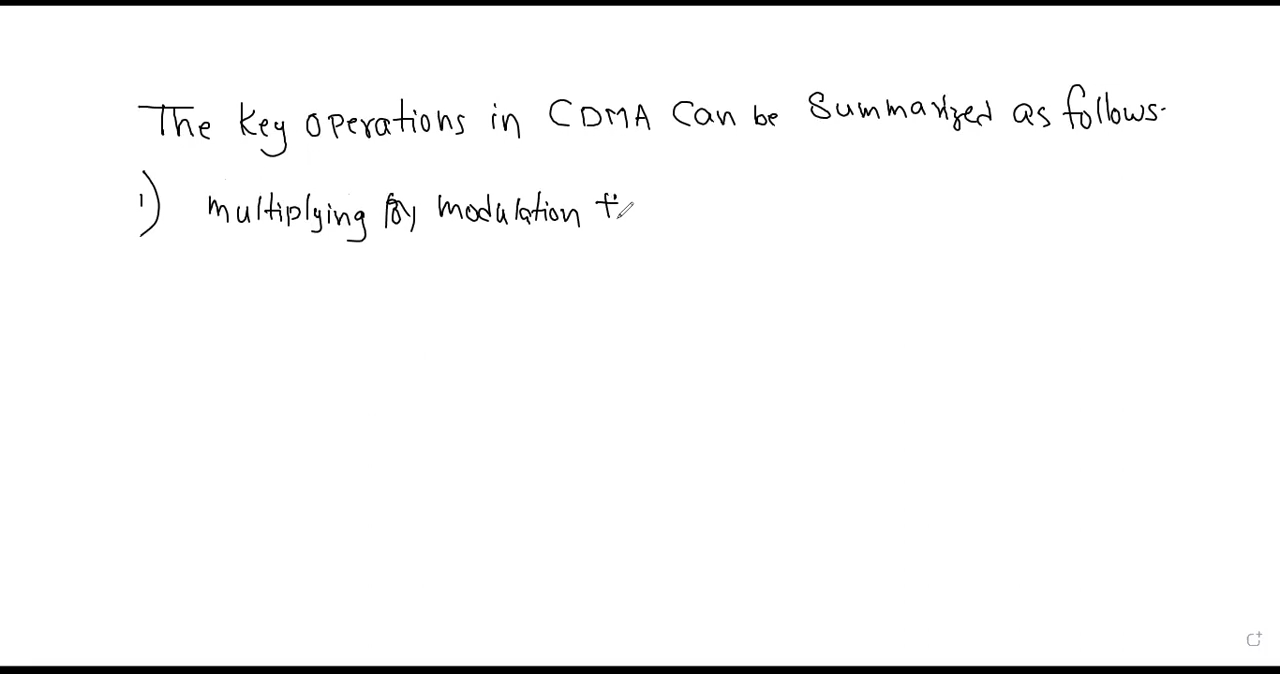 The key operations in CDMA can be summarized as follows.
1) multiplying by modulation